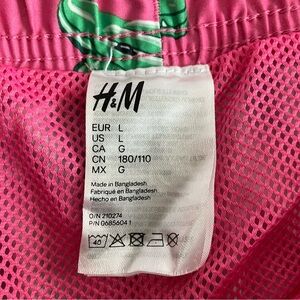 H&M
EUR L
US L
CA G
CN 180/110
MX G
Made in Bangladesh
Fabriqué en Bangladesh
Hecho en Bangladesh
O/N 210274
P/N 0685604 1
40